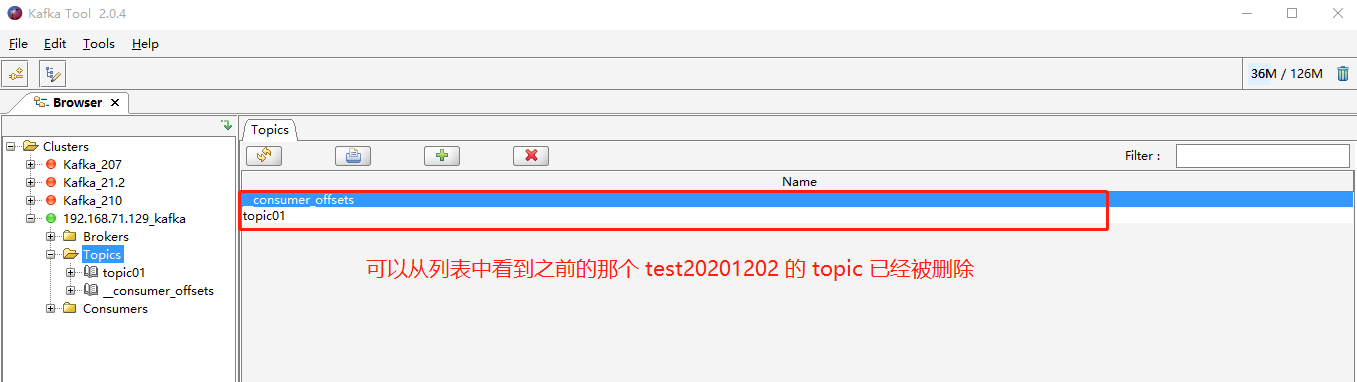 Kafka Tool 2.0.4
File Edit Tools Help
36M / 126M
Browser
Clusters
Kafka_207
Kafka_21.2
Kafka_210
192.168.71.129_kafka
Brokers
Topics
topic01
__consumer_offsets
Consumers
Topics
Filter :
Name
__consumer_offsets
topic01
可以从列表中看到之前的那个 test20201202 的 topic 已经被删除